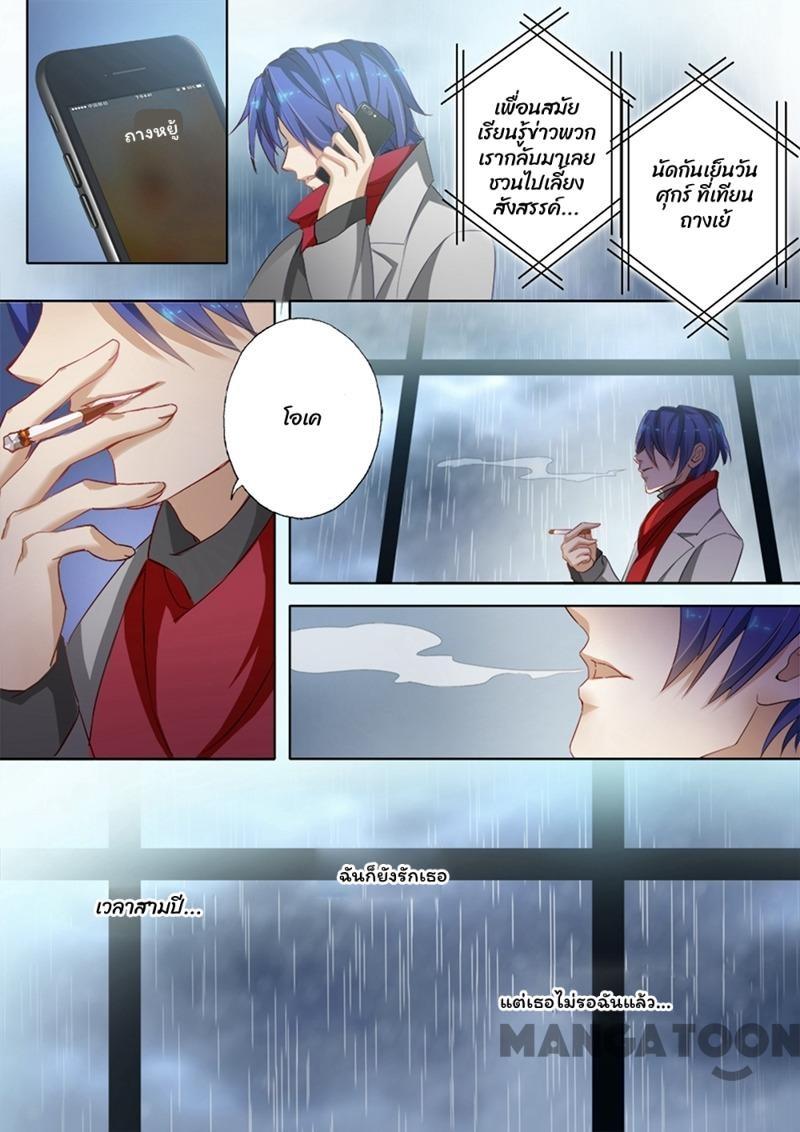 ถางหยู้
เพื่อนสมัย
เรียนรู้ข่าวพวก
เรากลับมาเลย
ชวนไปเลี้ยง
สังสรรค์...
นัดกันเย็นวัน
ศุกร์ ที่เทียน
ถางเย้
โอเค
ฉันก็ยังรักเธอ
เวลาสามปี...
แต่เธอไม่รอฉันแล้ว...
MANGATOON